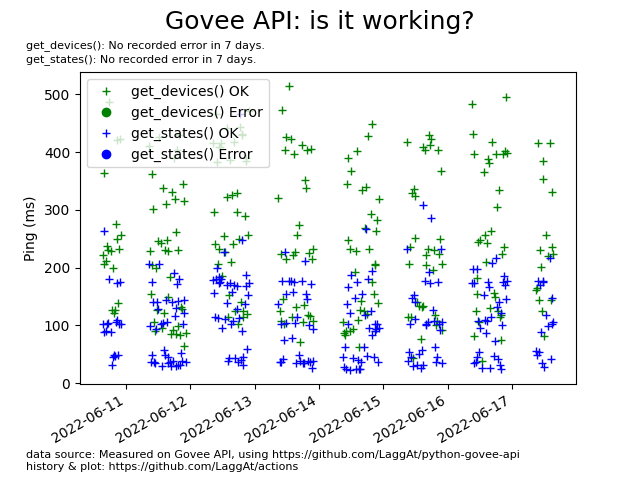 Govee API: is it working?
get_devices(): No recorded error in 7 days.
get_states(): No recorded error in 7 days.
get_devices() OK
get_devices() Error
get_states() OK
get_states() Error
Ping (ms)
500
400
300
200
100
0
2022-06-11
2022-06-12
2022-06-13
2022-06-14
2022-06-15
2022-06-16
2022-06-17
data source: Measured on Govee API, using https://github.com/LaggAt/python-govee-api
history & plot: https://github.com/LaggAt/actions